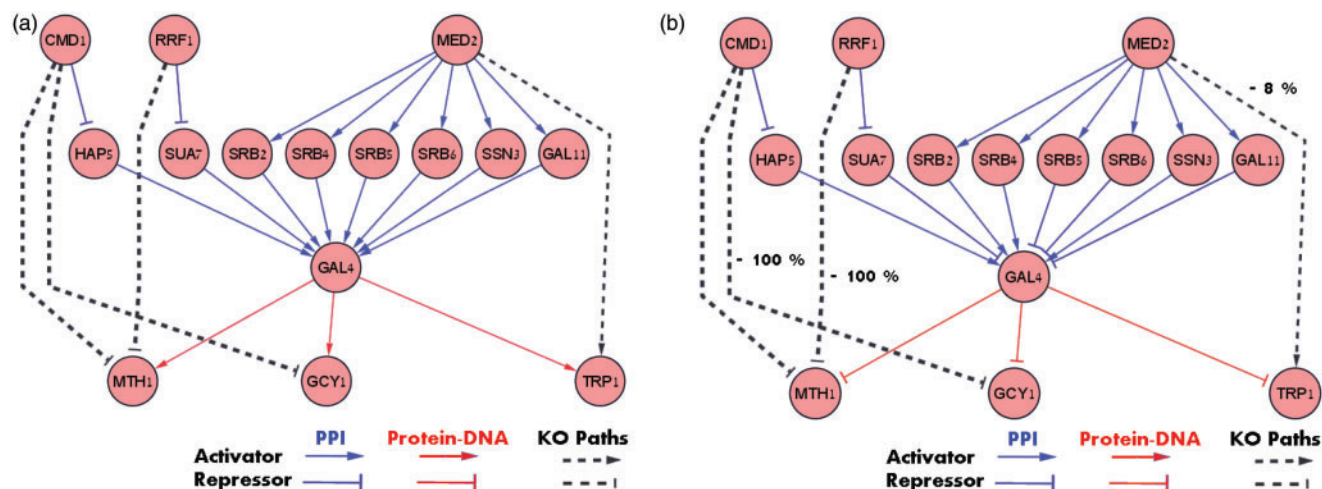 (a)
CMD1 RRF1 MED2
HAP5 SUA7 SRB2 SRB4 SRB5 SRB6 SSN3 GAL11
GAL4
MTH1 GCY1 TRP1
PPI Protein-DNA KO Paths
Activator
Repressor
(b)
CMD1 RRF1 MED2
- 8 %
HAP5 SUA7 SRB2 SRB4 SRB5 SRB6 SSN3 GAL11
- 100 %
- 100 %
GAL4
MTH1 GCY1 TRP1
PPI Protein-DNA KO Paths
Activator
Repressor